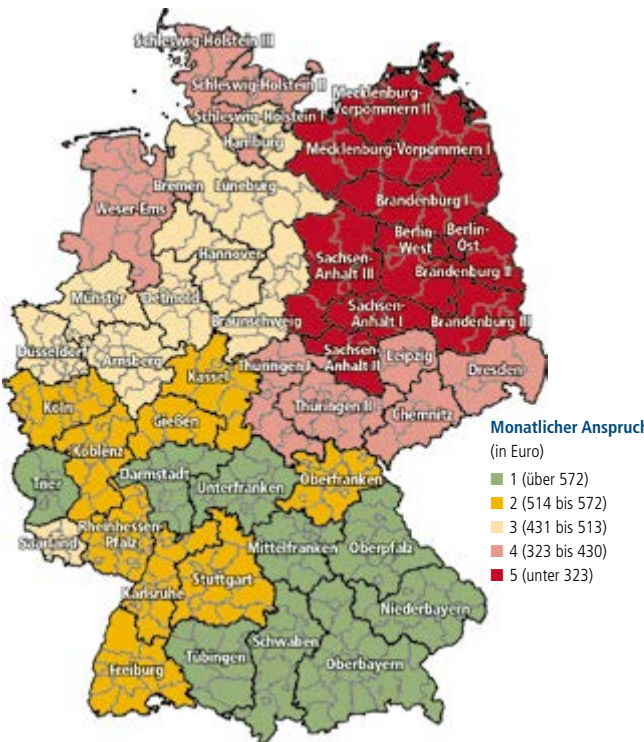 Schleswig-Holstein III
Schleswig-Holstein II
Mecklenburg-
Vorpommern II
Schleswig-Holstein I
Hamburg
Mecklenburg-Vorpommern I
Bremen
Lüneburg
Weser-Ems
Brandenburg I
Berlin-
West
Berlin-
Ost
Hannover
Sachsen-
Anhalt III
Brandenburg II
Münster
Detmold
Braunschweig
Sachsen-
Anhalt I
Brandenburg III
Düsseldorf
Arnsberg
Sachsen-
Anhalt II
Leipzig
Kassel
Thüringen I
Dresden
Köln
Gießen
Thüringen II
Chemnitz
Koblenz
Trier
Darmstadt
Unterfranken
Oberfranken
Saarland
Rheinhessen-
Pfalz
Mittelfranken
Oberpfalz
Karlsruhe
Stuttgart
Niederbayern
Freiburg
Tübingen
Schwaben
Oberbayern
Monatlicher Anspruch
(in Euro)
1 (über 572)
2 (514 bis 572)
3 (431 bis 513)
4 (323 bis 430)
5 (unter 323)